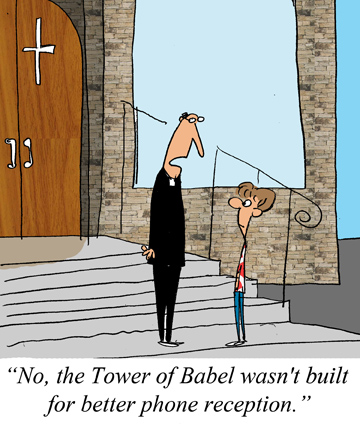 “No, the Tower of Babel wasn't built
for better phone reception.”